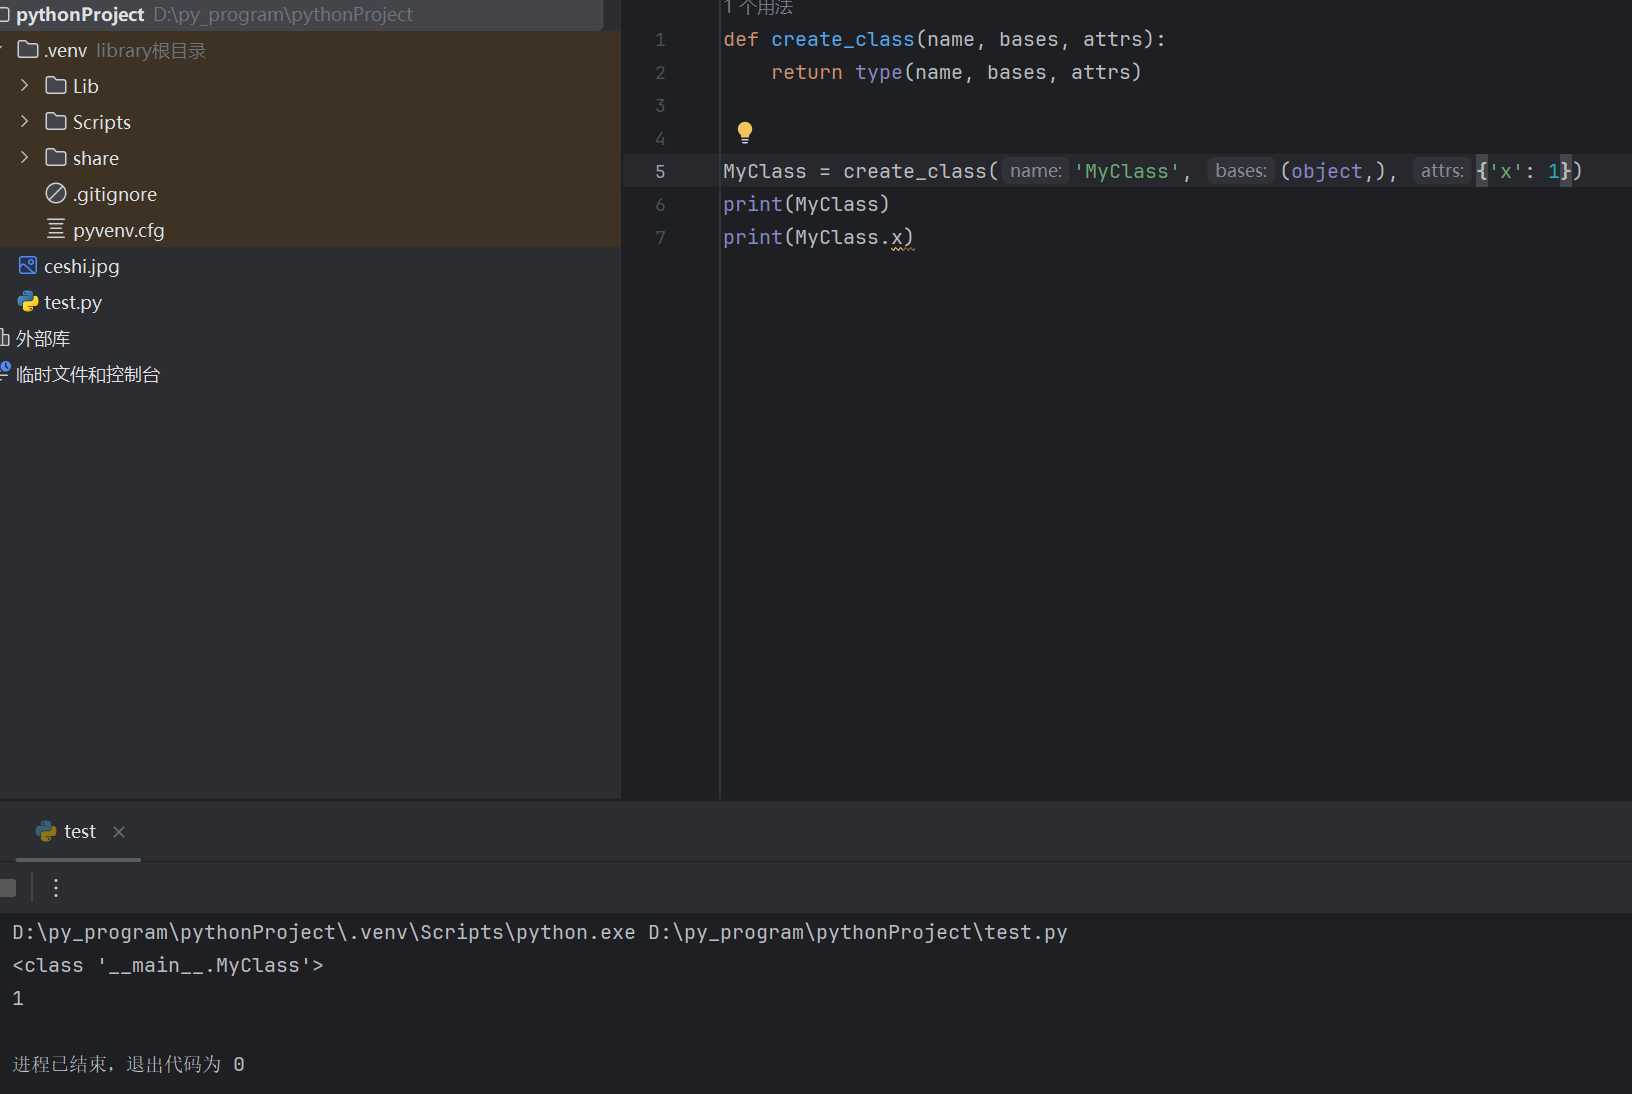 pythonProject D:\py_program\pythonProject
.venv library根目录
Lib
Scripts
share
.gitignore
pyvenv.cfg
ceshi.jpg
test.py
外部库
临时文件和控制台
1 个用法
1 def create_class(name, bases, attrs):
2     return type(name, bases, attrs)
3
4
5 MyClass = create_class( name: 'MyClass', bases: (object,), attrs: {'x': 1})
6 print(MyClass)
7 print(MyClass.x)
test
D:\py_program\pythonProject\.venv\Scripts\python.exe D:\py_program\pythonProject\test.py
<class '__main__.MyClass'>
1
进程已结束，退出代码为 0